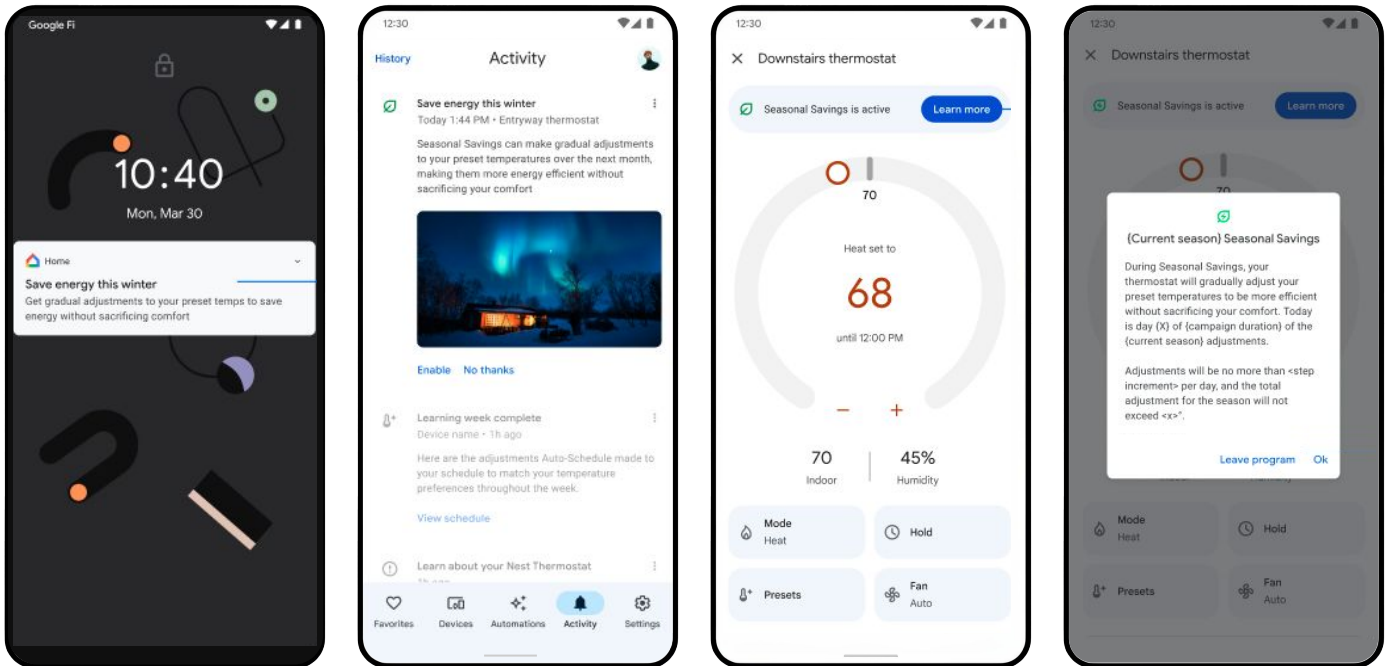 Google Fi
10:40
Mon, Mar 30
Home
Save energy this winter
Get gradual adjustments to your preset temps to save
energy without sacrificing comfort
12:30
History
Activity
Save energy this winter
Today 1:44 PM • Entryway thermostat
Seasonal Savings can make gradual adjustments
to your preset temperatures over the next month,
making them more energy efficient without
sacrificing your comfort
Enable No thanks
Learning week complete
Device name • 1h ago
Here are the adjustments Auto-Schedule made to
your schedule to match your temperature
preferences throughout the week.
View schedule
Learn about your Nest Thermostat
1h ago
Favorites Devices Automations Activity Settings
12:30
Downstairs thermostat
Seasonal Savings is active
Learn more
70
Heat set to
68
until 12:00 PM
− +
70 45%
Indoor Humidity
Mode
Heat
Hold
Presets
Fan
Auto
12:30
Downstairs thermostat
Seasonal Savings is active
Learn more
70
{Current season} Seasonal Savings
During Seasonal Savings, your
thermostat will gradually adjust your
preset temperatures to be more efficient
without sacrificing your comfort. Today
is day {X} of {campaign duration} of the
{current season} adjustments.
Adjustments will be no more than <step
increment> per day, and the total
adjustment for the season will not
exceed <x>°.
Leave program Ok
Mode
Heat
Hold
Presets
Fan
Auto